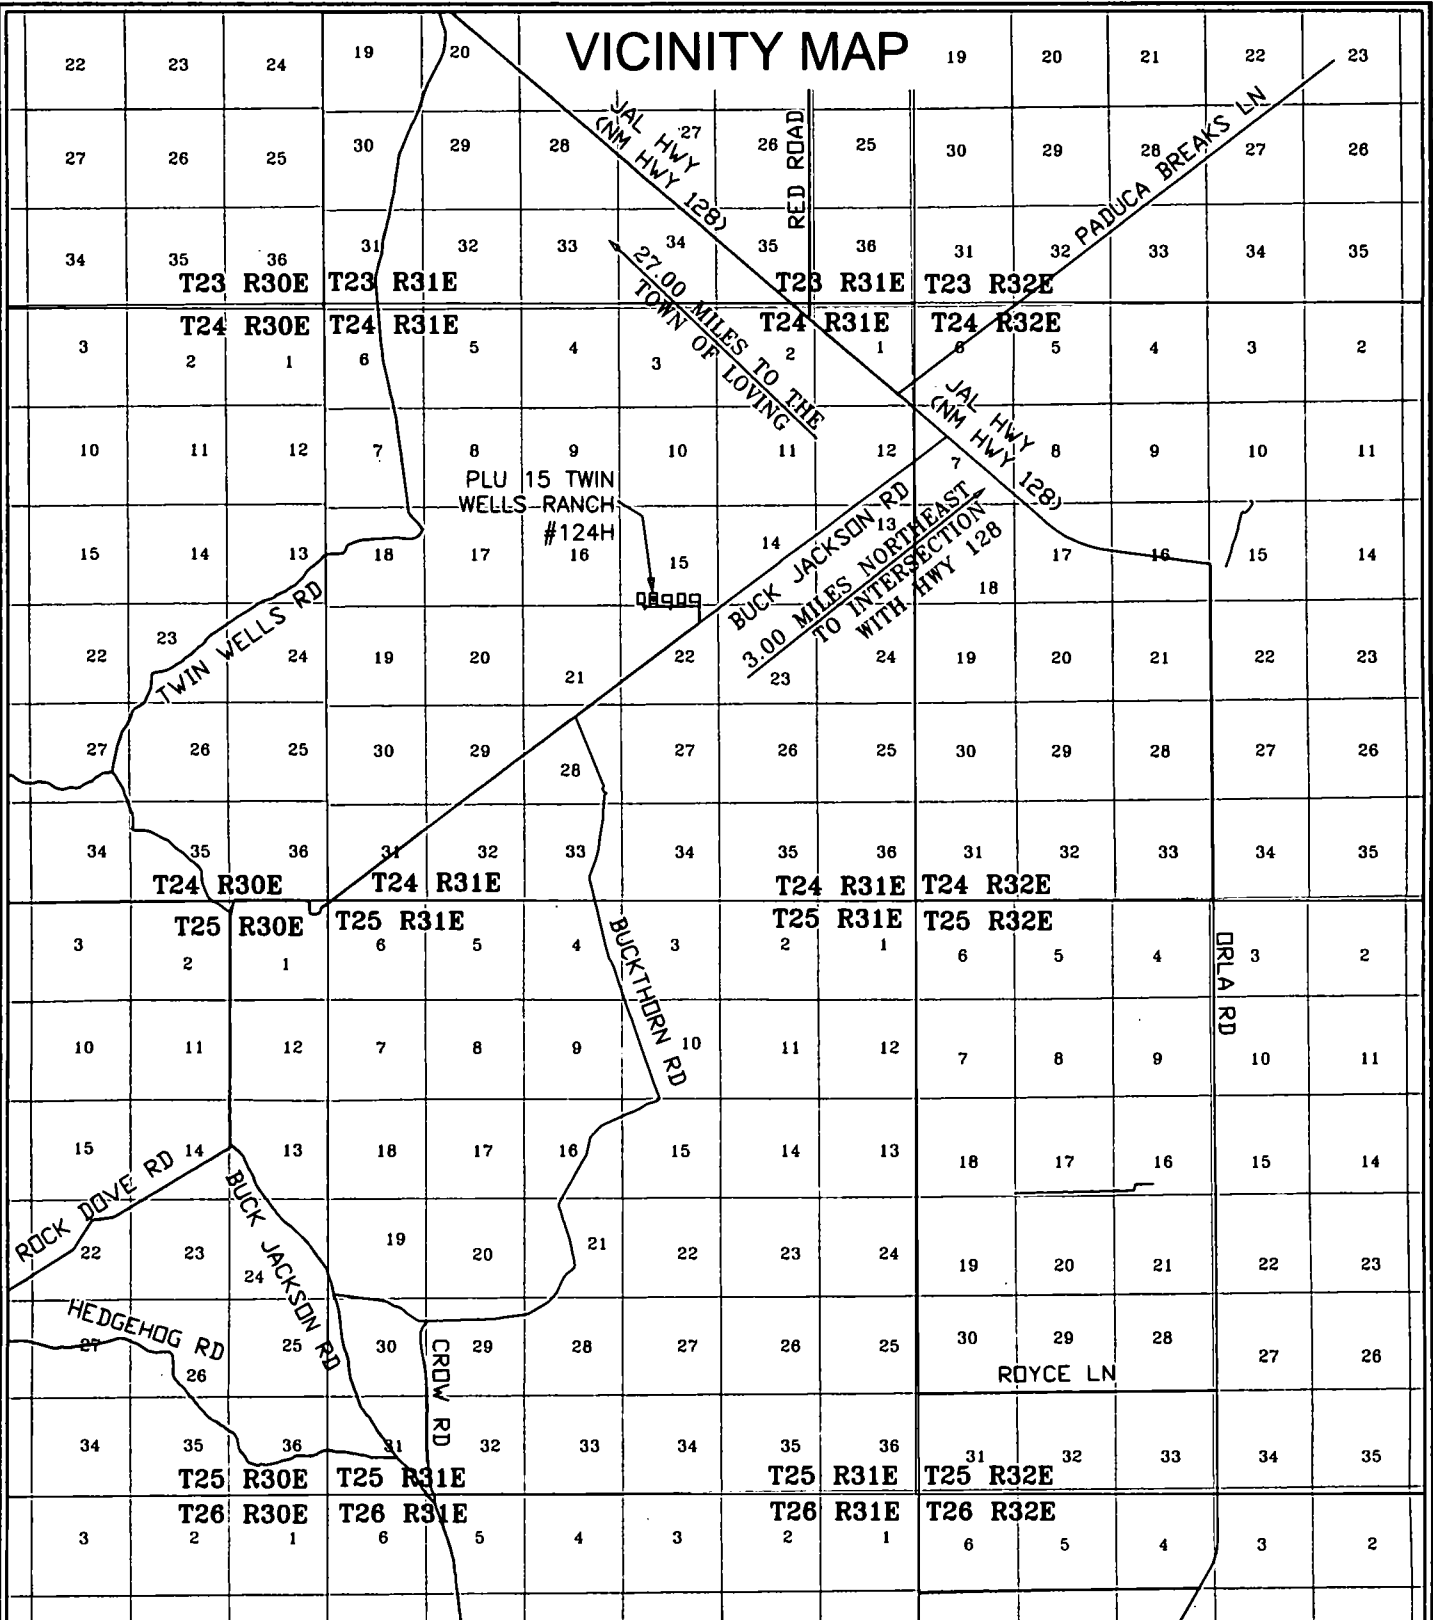 VICINITY MAP
22 23 24 19 20 19 20 21 22 23
JAL HWY
(NM HWY 128)
RED ROAD
PADUCA BREAKS LN
27 26 25 30 29 28 27 26 25 30 29 28 27 26
34 35 36 31 32 33 34 35 36 31 32 33 34 35
T23 R30E T23 R31E T23 R31E T23 R32E
27.00 MILES TO THE
TOWN OF LOVING
T24 R30E T24 R31E T24 R31E T24 R32E
3 2 1 6 5 4 3 2 1 6 5 4 3 2
JAL HWY
(NM HWY 128)
10 11 12 7 8 9 10 11 12 7 8 9 10 11
PLU 15 TWIN
WELLS RANCH
#124H
BUCK JACKSON RD
3.00 MILES NORTHEAST
TO INTERSECTION
WITH HWY 128
15 14 13 18 17 16 15 14 13 18 17 16 15 14
TWIN WELLS RD
22 23 24 19 20 21 22 23 24 19 20 21 22 23
27 26 25 30 29 28 27 26 25 30 29 28 27 26
34 35 36 31 32 33 34 35 36 31 32 33 34 35
T24 R30E T24 R31E T24 R31E T24 R32E
T25 R30E T25 R31E T25 R31E T25 R32E
3 2 1 6 5 4 3 2 1 6 5 4 3 2
BUCKTHORN RD
ORLA RD
10 11 12 7 8 9 10 11 12 7 8 9 10 11
15 14 13 18 17 16 15 14 13 18 17 16 15 14
ROCK DOVE RD
BUCK JACKSON RD
22 23 24 19 20 21 22 23 24 19 20 21 22 23
HEDGEHOG RD
27 26 25 30 29 28 27 26 25 30 29 28 27 26
CROW RD
ROYCE LN
34 35 36 31 32 33 34 35 36 31 32 33 34 35
T25 R30E T25 R31E T25 R31E T25 R32E
T26 R30E T26 R31E T26 R31E T26 R32E
3 2 1 6 5 4 3 2 1 6 5 4 3 2